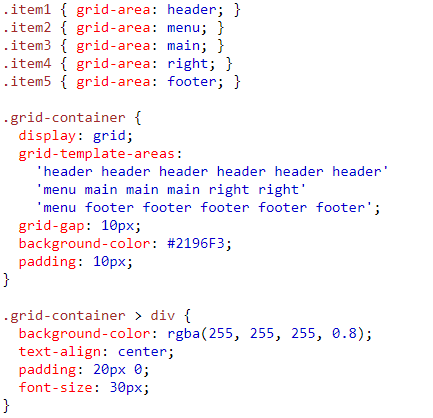 .item1 { grid-area: header; }
.item2 { grid-area: menu; }
.item3 { grid-area: main; }
.item4 { grid-area: right; }
.item5 { grid-area: footer; }

.grid-container {
  display: grid;
  grid-template-areas:
    'header header header header header header'
    'menu main main main right right'
    'menu footer footer footer footer footer';
  grid-gap: 10px;
  background-color: #2196F3;
  padding: 10px;
}

.grid-container > div {
  background-color: rgba(255, 255, 255, 0.8);
  text-align: center;
  padding: 20px 0;
  font-size: 30px;
}